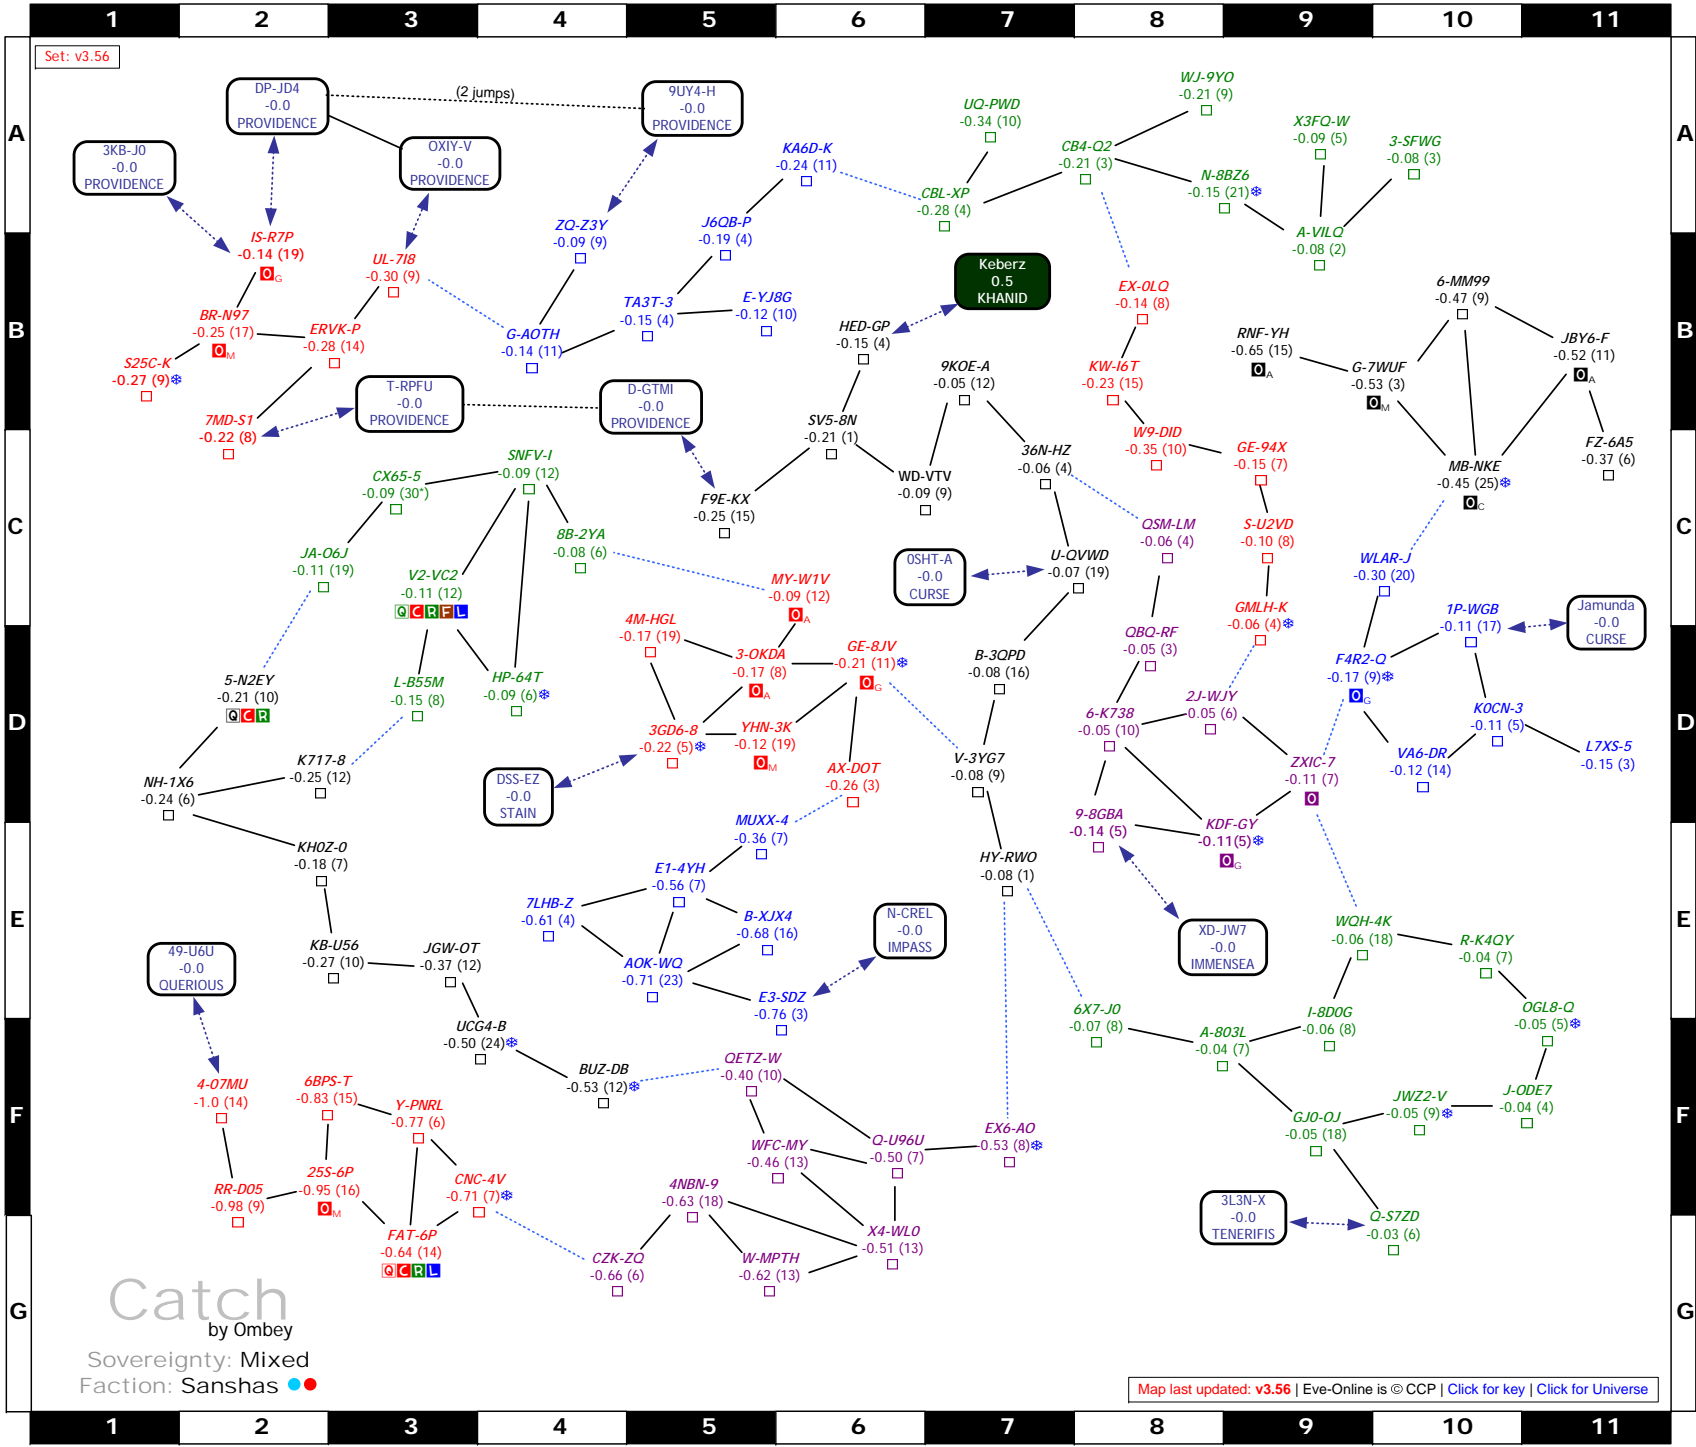 1 2 3 4 5 6 7 8 9 10 11
Set: v3.56
A
A
DP-JD4
-0.0
PROVIDENCE
(2 jumps)
9UY4-H
-0.0
PROVIDENCE
3KB-J0
-0.0
PROVIDENCE
OXIY-V
-0.0
PROVIDENCE
KA6D-K
-0.24 (11)
UQ-PWD
-0.34 (10)
WJ-9YO
-0.21 (9)
CB4-Q2
-0.21 (3)
X3FQ-W
-0.09 (5)
3-SFWG
-0.08 (3)
N-8BZ6
-0.15 (21)
CBL-XP
-0.28 (4)
ZQ-Z3Y
-0.09 (9)
J6QB-P
-0.19 (4)
A-VILQ
-0.08 (2)
B
B
IS-R7P
-0.14 (19)
0G
UL-7I8
-0.30 (9)
Keberz
0.5
KHANID
EX-0LQ
-0.14 (8)
6-MM99
-0.47 (9)
BR-N97
-0.25 (17)
0M
ERVK-P
-0.28 (14)
G-AOTH
-0.14 (11)
TA3T-3
-0.15 (4)
E-YJ8G
-0.12 (10)
HED-GP
-0.15 (4)
RNF-YH
-0.65 (15)
0A
JBY6-F
-0.52 (11)
0A
S25C-K
-0.27 (9)
9KOE-A
-0.05 (12)
KW-I6T
-0.23 (15)
G-7WUF
-0.53 (3)
0M
T-RPFU
-0.0
PROVIDENCE
D-GTMI
-0.0
PROVIDENCE
7MD-S1
-0.22 (8)
SV5-8N
-0.21 (1)
C
C
W9-DID
-0.35 (10)
GE-94X
-0.15 (7)
FZ-6A5
-0.37 (6)
SNFV-I
-0.09 (12)
36N-HZ
-0.06 (4)
CX65-5
-0.09 (30*)
WD-VTV
-0.09 (9)
MB-NKE
-0.45 (25)
0C
F9E-KX
-0.25 (15)
8B-2YA
-0.08 (6)
QSM-LM
-0.06 (4)
S-U2VD
-0.10 (8)
JA-O6J
-0.11 (19)
0SHT-A
-0.0
CURSE
U-QVWD
-0.07 (19)
WLAR-J
-0.30 (20)
V2-VC2
-0.11 (12)
Q C R F L
MY-W1V
-0.09 (12)
0A
GMLH-K
-0.06 (4)
1P-WGB
-0.11 (17)
Jamunda
-0.0
CURSE
D
D
4M-HGL
-0.17 (19)
QBQ-RF
-0.05 (3)
3-OKDA
-0.17 (8)
0A
GE-8JV
-0.21 (11)
0G
B-3QPD
-0.08 (16)
F4R2-Q
-0.17 (9)
0G
5-N2EY
-0.21 (10)
Q C R
L-B55M
-0.15 (8)
HP-64T
-0.09 (6)
2J-WJY
0.05 (6)
6-K738
-0.05 (10)
K0CN-3
-0.11 (5)
3GD6-8
-0.22 (5)
YHN-3K
-0.12 (19)
0M
L7XS-5
-0.15 (3)
VA6-DR
-0.12 (14)
K717-8
-0.25 (12)
V-3YG7
-0.08 (9)
ZXIC-7
-0.11 (7)
0
AX-DOT
-0.26 (3)
NH-1X6
-0.24 (6)
DSS-EZ
-0.0
STAIN
E
E
9-8GBA
-0.14 (5)
MUXX-4
-0.36 (7)
KDF-GY
-0.11(5)
0G
KH0Z-0
-0.18 (7)
HY-RWO
-0.08 (1)
E1-4YH
-0.56 (7)
7LHB-Z
-0.61 (4)
B-XJX4
-0.68 (16)
N-CREL
-0.0
IMPASS
WQH-4K
-0.06 (18)
XD-JW7
-0.0
IMMENSEA
R-K4QY
-0.04 (7)
KB-U56
-0.27 (10)
JGW-OT
-0.37 (12)
49-U6U
-0.0
QUERIOUS
AOK-WQ
-0.71 (23)
E3-SDZ
-0.76 (3)
6X7-J0
-0.07 (8)
I-8D0G
-0.06 (8)
OGL8-Q
-0.05 (5)
F
F
UCG4-B
-0.50 (24)
A-803L
-0.04 (7)
BUZ-DB
-0.53 (12)
QETZ-W
-0.40 (10)
4-07MU
-1.0 (14)
6BPS-T
-0.83 (15)
Y-PNRL
-0.77 (6)
JWZ2-V
-0.05 (9)
J-ODE7
-0.04 (4)
GJ0-OJ
-0.05 (18)
EX6-AO
-0.53 (8)
Q-U96U
-0.50 (7)
WFC-MY
-0.46 (13)
25S-6P
-0.95 (16)
0M
CNC-4V
-0.71 (7)
RR-D05
-0.98 (9)
4NBN-9
-0.63 (18)
3L3N-X
-0.0
TENERIFIS
Q-S7ZD
-0.03 (6)
G
G
FAT-6P
-0.64 (14)
Q C R L
X4-WL0
-0.51 (13)
CZK-ZQ
-0.66 (6)
W-MPTH
-0.62 (13)
Catch
by Ombey
Sovereignty: Mixed
Faction: Sanshas
Map last updated: v3.56 | Eve-Online is © CCP | Click for key | Click for Universe
1 2 3 4 5 6 7 8 9 10 11